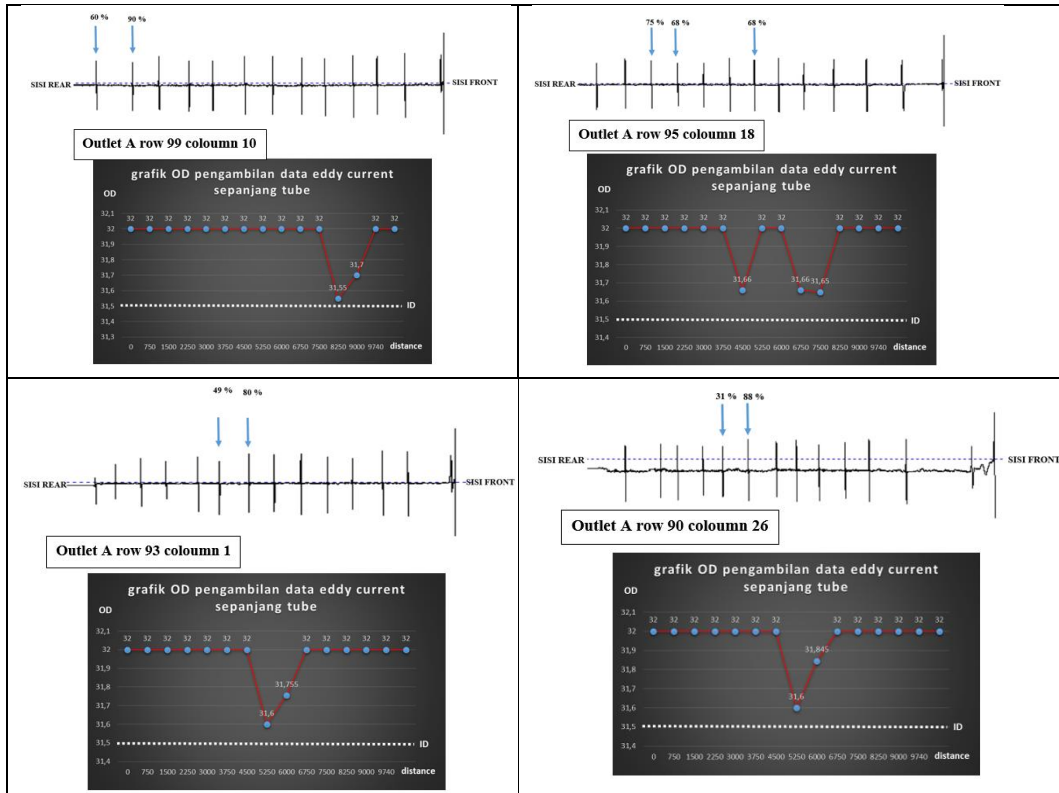 60 % 90 %
SISI REAR SISI FRONT
Outlet A row 99 coloumn 10
grafik OD pengambilan data eddy current
sepanjang tube
OD
32,1
32 32 32 32 32 32 32 32 32 32 32 32 32
32
31,9
31,8
31,7
31,7
31,6
31,55
31,5
ID
31,4
31,3
0 750 1500 2250 3000 3750 4500 5250 6000 6750 7500 8250 9000 9740 distance
75 % 68 % 68 %
SISI REAR SISI FRONT
Outlet A row 95 coloumn 18
grafik OD pengambilan data eddy current
sepanjang tube
OD
32,1
32 32 32 32 32 32 32 32 32 32 32 32
32
31,9
31,8
31,7
31,66 31,66 31,65
31,6
31,5
ID
31,4
0 750 1500 2250 3000 3750 4500 5250 6000 6750 7500 8250 9000 9740 distance
49 % 80 %
SISI REAR SISI FRONT
Outlet A row 93 coloumn 1
grafik OD pengambilan data eddy current
sepanjang tube
OD
32,1
32 32 32 32 32 32 32 32 32 32 32 32 32
32
31,9
31,8
31,755
31,7
31,6
31,6
31,5
ID
31,4
0 750 1500 2250 3000 3750 4500 5250 6000 6750 7500 8250 9000 9740 distance
31 % 88 %
SISI REAR SISI FRONT
Outlet A row 90 coloumn 26
grafik OD pengambilan data eddy current
sepanjang tube
OD
32,1
32 32 32 32 32 32 32 32 32 32 32 32 32
32
31,9
31,845
31,8
31,7
31,6
31,6
31,5
ID
31,4
0 750 1500 2250 3000 3750 4500 5250 6000 6750 7500 8250 9000 9740 distance